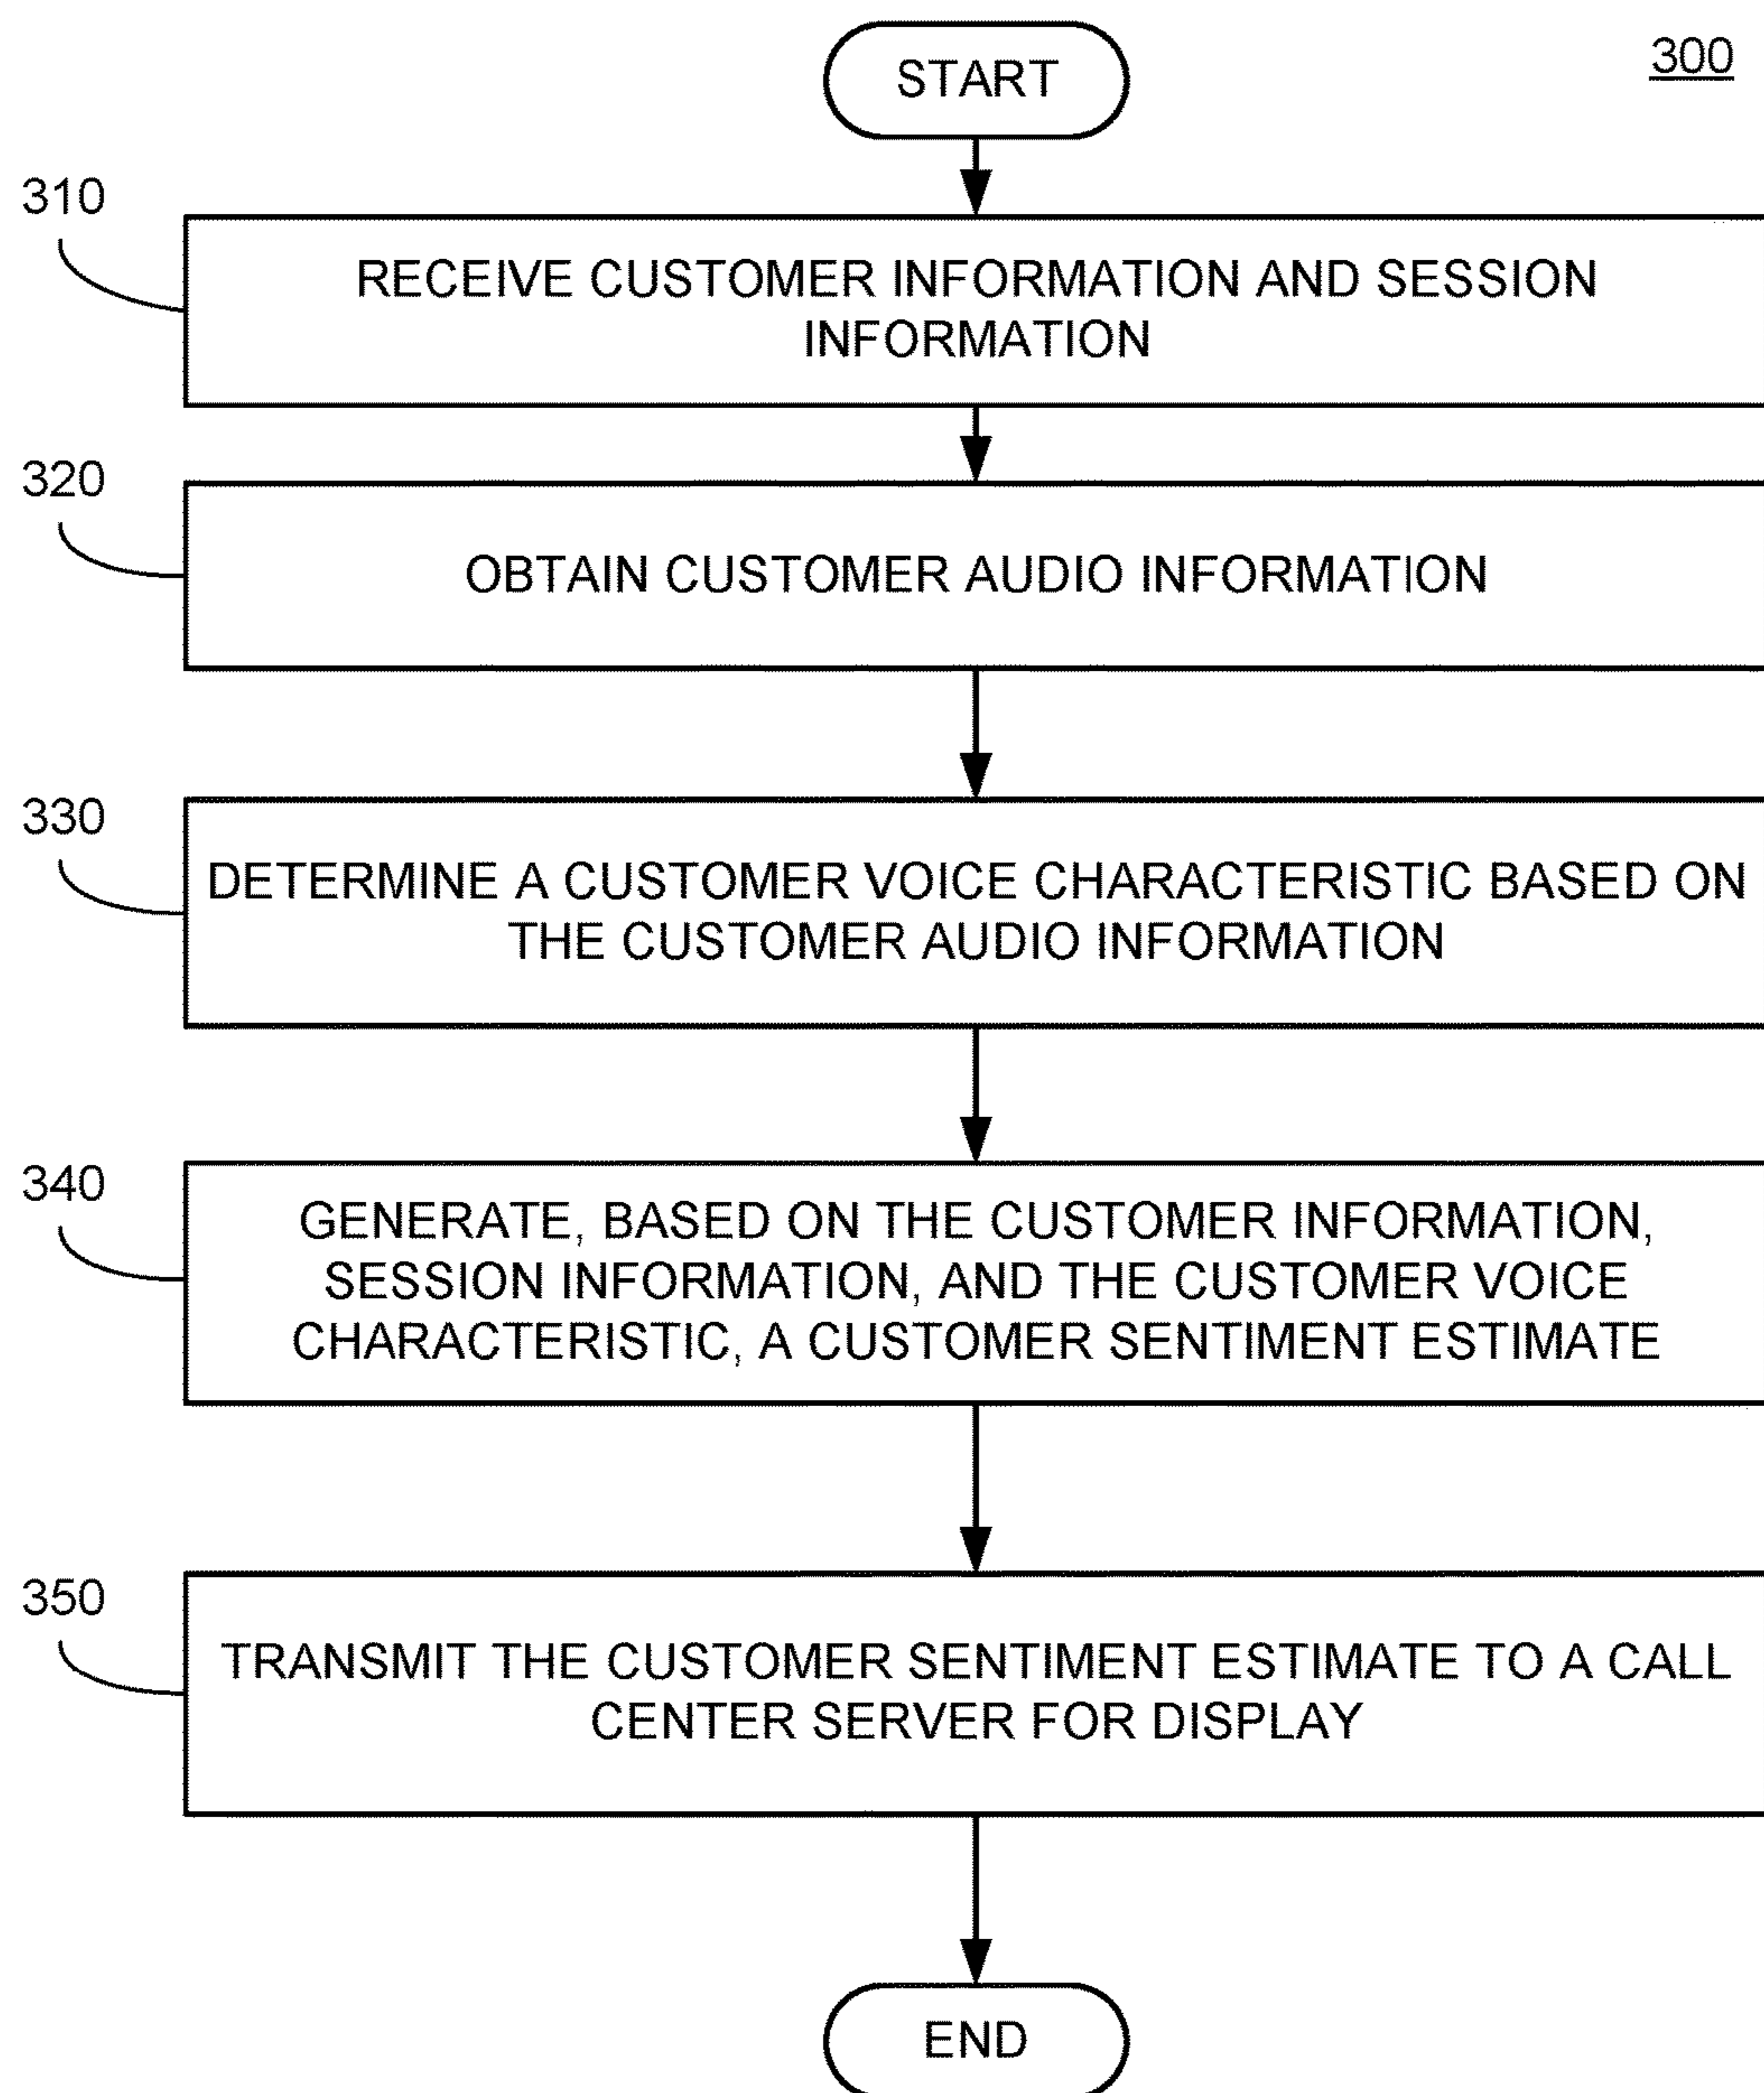 START
300
310
RECEIVE CUSTOMER INFORMATION AND SESSION
INFORMATION
320
OBTAIN CUSTOMER AUDIO INFORMATION
330
DETERMINE A CUSTOMER VOICE CHARACTERISTIC BASED ON
THE CUSTOMER AUDIO INFORMATION
340
GENERATE, BASED ON THE CUSTOMER INFORMATION,
SESSION INFORMATION, AND THE CUSTOMER VOICE
CHARACTERISTIC, A CUSTOMER SENTIMENT ESTIMATE
350
TRANSMIT THE CUSTOMER SENTIMENT ESTIMATE TO A CALL
CENTER SERVER FOR DISPLAY
END